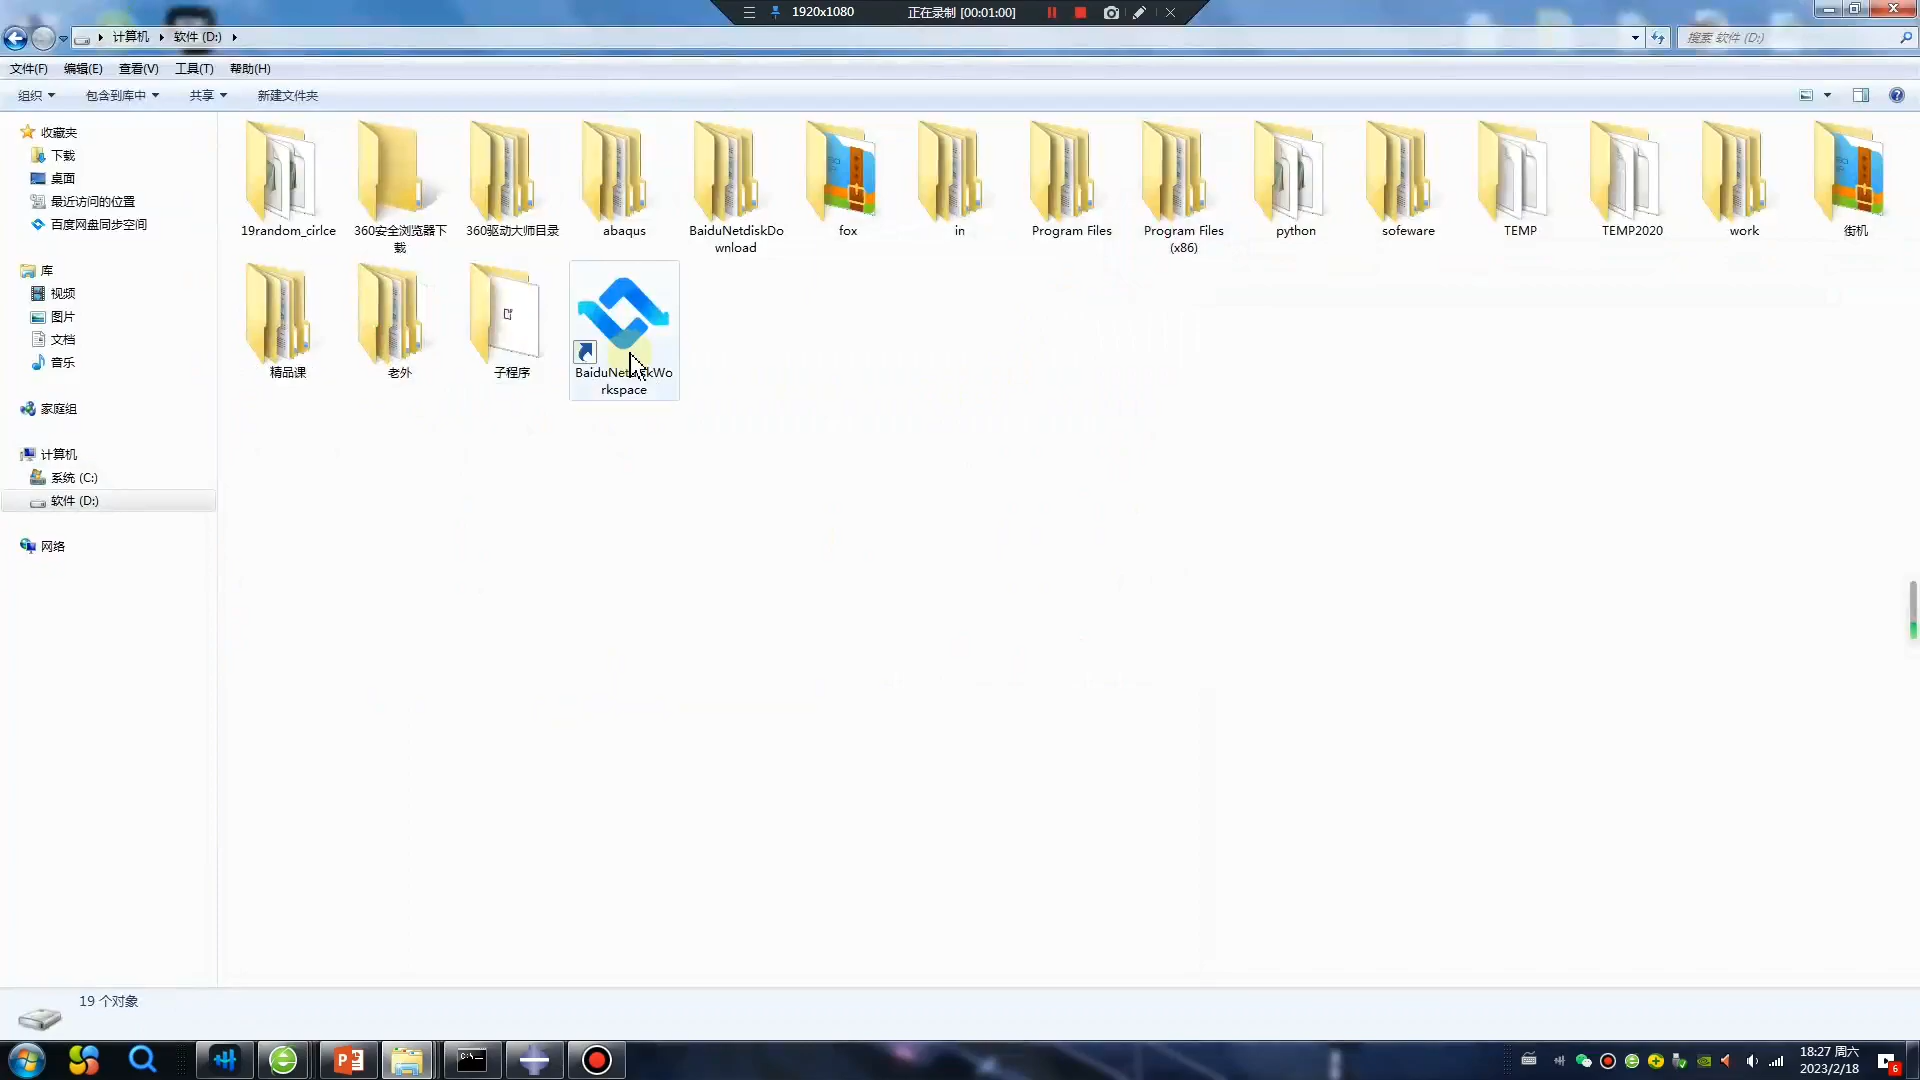 1920x1080
正在录制 [00:01:00]
计算机
软件 (D:)
搜索 软件 (D:)
文件(F)
编辑(E)
查看(V)
工具(T)
帮助(H)
组织
包含到库中
共享
新建文件夹
收藏夹
下载
桌面
最近访问的位置
百度网盘同步空间
库
视频
图片
文档
音乐
家庭组
计算机
系统 (C:)
软件 (D:)
网络
19random_cirlce
360安全浏览器下
载
360驱动大师目录
abaqus
BaiduNetdiskDo
wnload
fox
in
Program Files
Program Files
(x86)
python
sofeware
TEMP
TEMP2020
work
街机
精品课
老外
子程序
BaiduNetdiskWo
rkspace
19 个对象
18:27 周六
2023/2/18
6